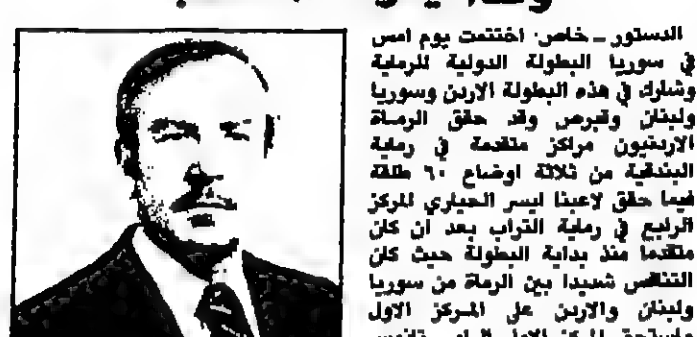 الدستور ــ خاص: اختتمت يوم امس
في سوريا البطولة الدولية للرماية
وشارك في هذه البطولة الاردن وسوريا
ولبنان وقبرص وقد حقق الرماة
الاردنيون مراكز متقدمة في رماية
البندقية من ثلاثة اوضاع ٦٠ طلقة
فيما حقق لاعبنا ايسر الحياري المركز
الرابع في رماية التراب بعد ان كان
متقدما منذ بداية البطولة حيث كان
التنافس شديدا بين الرماة من سوريا
ولبنان والاردن على المركز الاول